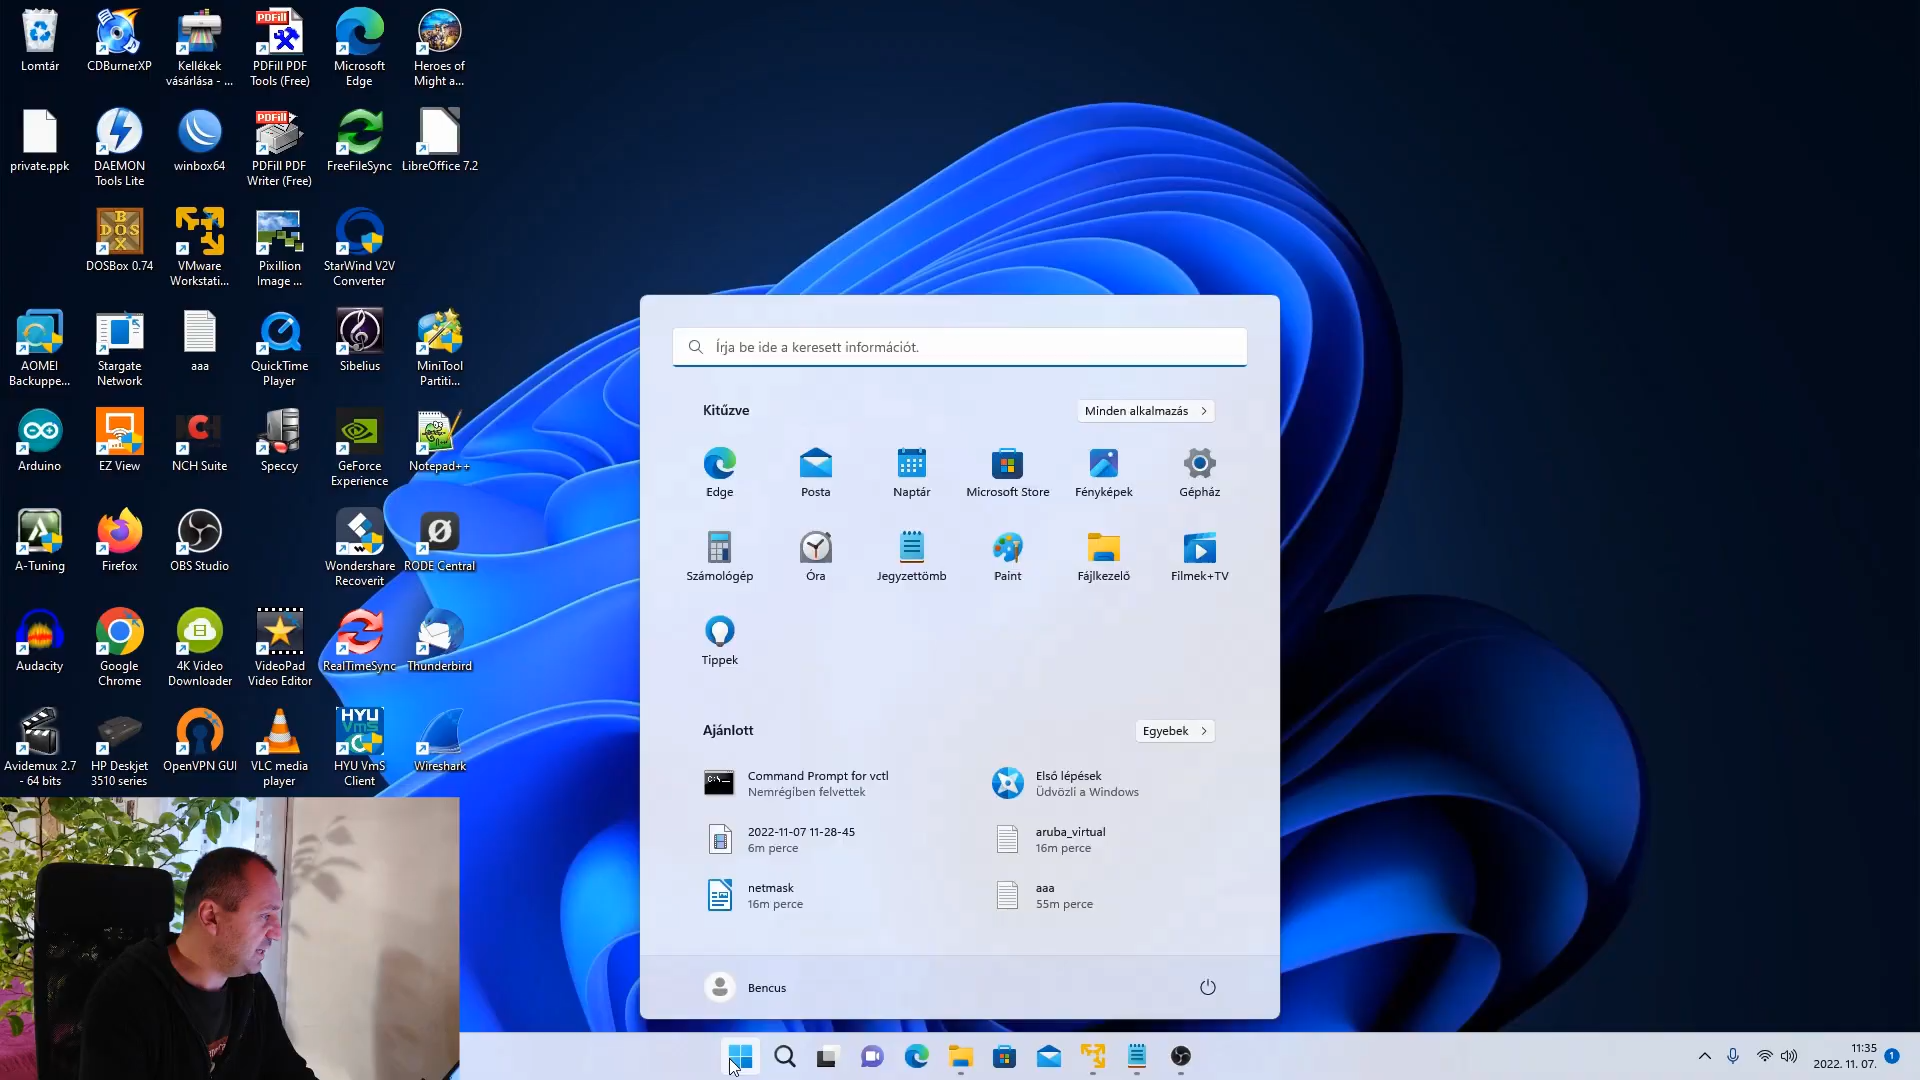 Lomtár
CDBurnerXP
Kellékek
vásárlása - ...
PDFill PDF
Tools (Free)
Microsoft
Edge
Heroes of
Might a...
private.ppk
DAEMON
Tools Lite
winbox64
PDFill PDF
Writer (Free)
FreeFileSync
LibreOffice 7.2
DOSBox 0.74
VMware
Workstati...
Pixillion
Image ...
StarWind V2V
Converter
AOMEI
Backuppe...
Stargate
Network
aaa
QuickTime
Player
Sibelius
MiniTool
Partiti...
Arduino
EZ View
NCH Suite
Speccy
GeForce
Experience
Notepad++
A-Tuning
Firefox
OBS Studio
Wondershare
Recoverit
RODE Central
Audacity
Google
Chrome
4K Video
Downloader
VideoPad
Video Editor
RealTimeSync
Thunderbird
Avidemux 2.7
- 64 bits
HP Deskjet
3510 series
OpenVPN GUI
VLC media
player
HYU
VmS
HYU VmS
Client
Wireshark
Írja be ide a keresett információt.
Kitűzve
Minden alkalmazás
Edge
Posta
Naptár
Microsoft Store
Fényképek
Gépház
Számológép
Óra
Jegyzettömb
Paint
Fájlkezelő
Filmek+TV
Tippek
Ajánlott
Egyebek
Command Prompt for vctl
Nemrégiben felvettek
Első lépések
Üdvözli a Windows
2022-11-07 11-28-45
6m perce
aruba_virtual
16m perce
netmask
16m perce
aaa
55m perce
Bencus
11:35
2022. 11. 07.
1